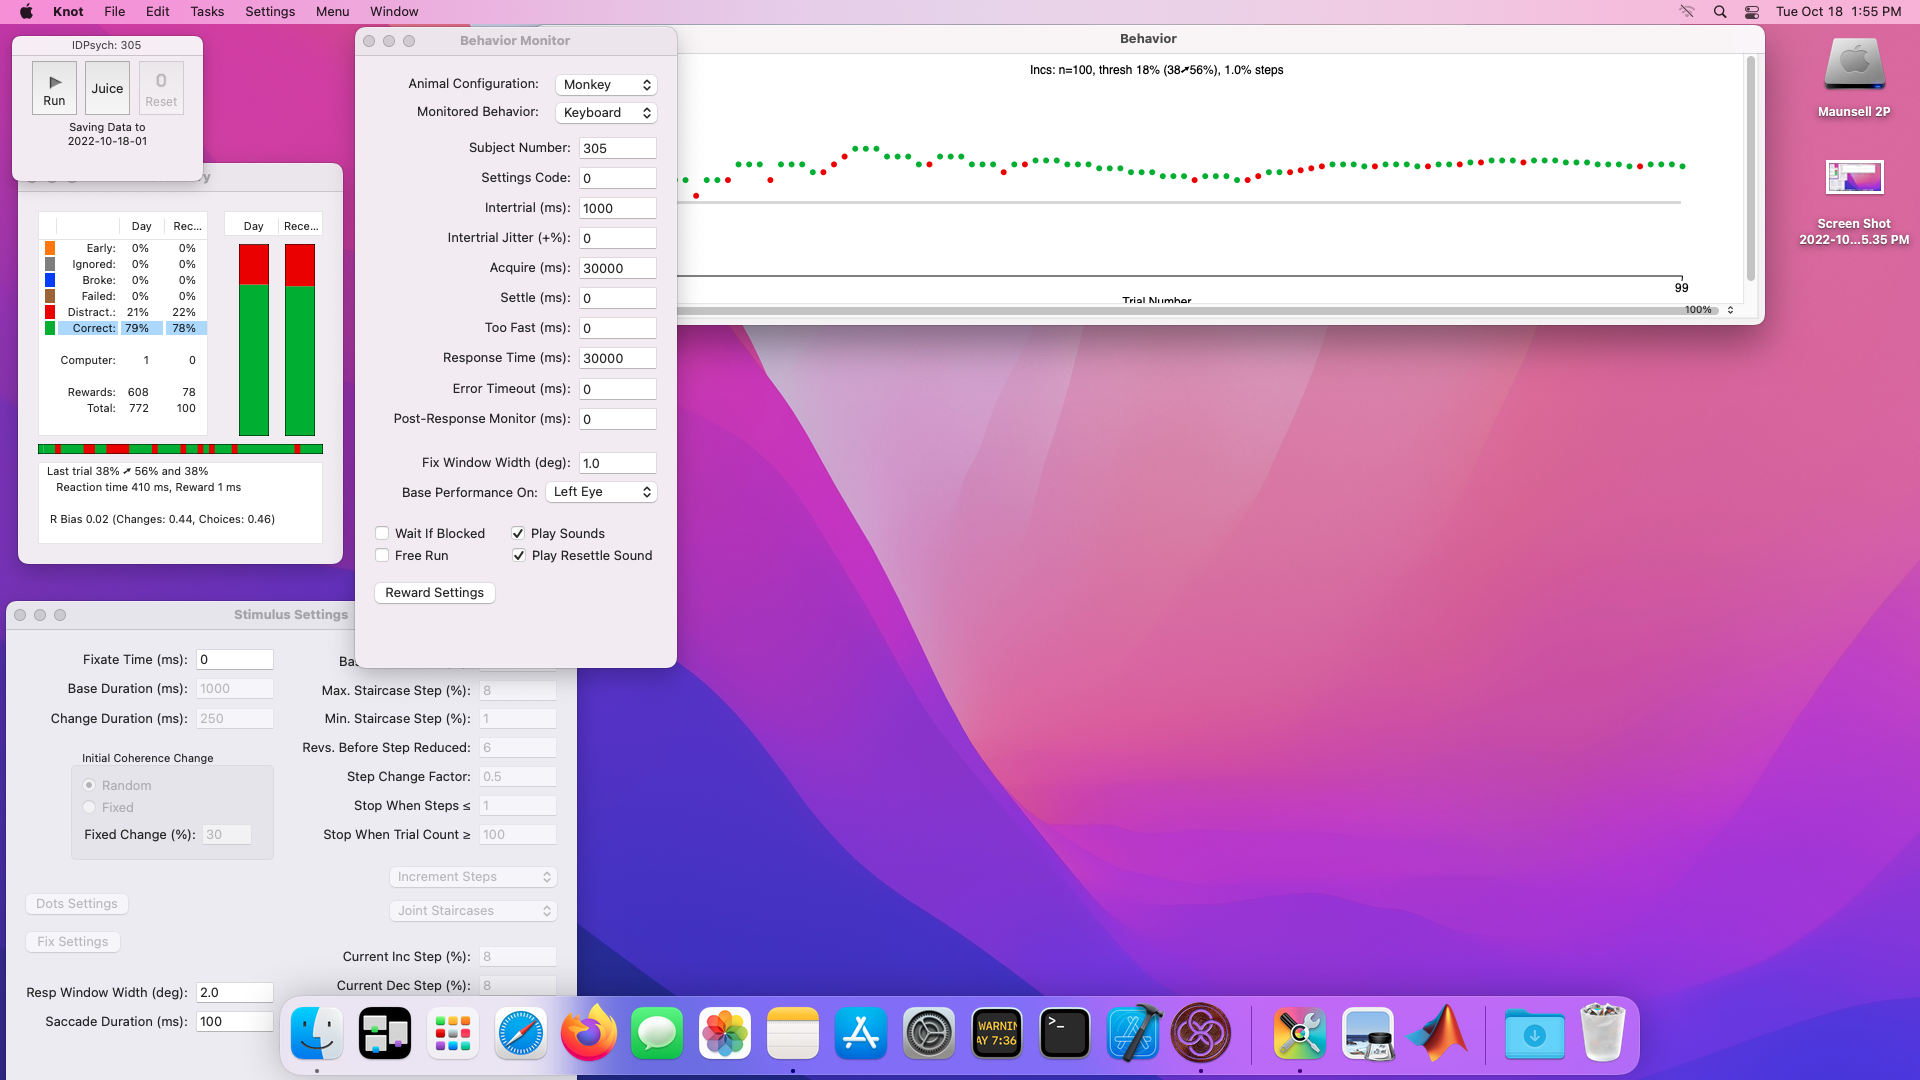 Knot File Edit Tasks Settings Menu Window
Tue Oct 18 1:55 PM
IDPsych: 305
Run
Juice
0
Reset
Saving Data to
2022-10-18-01
Day Rec...
Early: 0% 0%
Ignored: 0% 0%
Broke: 0% 0%
Failed: 0% 0%
Distract.: 21% 22%
Correct: 79% 78%
Computer: 1 0
Rewards: 608 78
Total: 772 100
Day Rece...
Last trial 38% ➚ 56% and 38%
Reaction time 410 ms, Reward 1 ms
R Bias 0.02 (Changes: 0.44, Choices: 0.46)
Behavior Monitor
Animal Configuration: Monkey
Monitored Behavior: Keyboard
Subject Number: 305
Settings Code: 0
Intertrial (ms): 1000
Intertrial Jitter (+%): 0
Acquire (ms): 30000
Settle (ms): 0
Too Fast (ms): 0
Response Time (ms): 30000
Error Timeout (ms): 0
Post-Response Monitor (ms): 0
Fix Window Width (deg): 1.0
Base Performance On: Left Eye
Wait If Blocked
Play Sounds
Free Run
Play Resettle Sound
Reward Settings
Behavior
Incs: n=100, thresh 18% (38➚56%), 1.0% steps
99
Trial Number
100%
Maunsell 2P
Screen Shot
2022-10...5.35 PM
Stimulus Settings
Fixate Time (ms): 0
Base Duration (ms): 1000
Change Duration (ms): 250
Initial Coherence Change
Random
Fixed
Fixed Change (%): 30
Dots Settings
Fix Settings
Resp Window Width (deg): 2.0
Saccade Duration (ms): 100
Max. Staircase Step (%): 8
Min. Staircase Step (%): 1
Revs. Before Step Reduced: 6
Step Change Factor: 0.5
Stop When Steps ≤ 1
Stop When Trial Count ≥ 100
Increment Steps
Joint Staircases
Current Inc Step (%): 8
Current Dec Step (%): 8
WARNIN
AY 7:36
>_